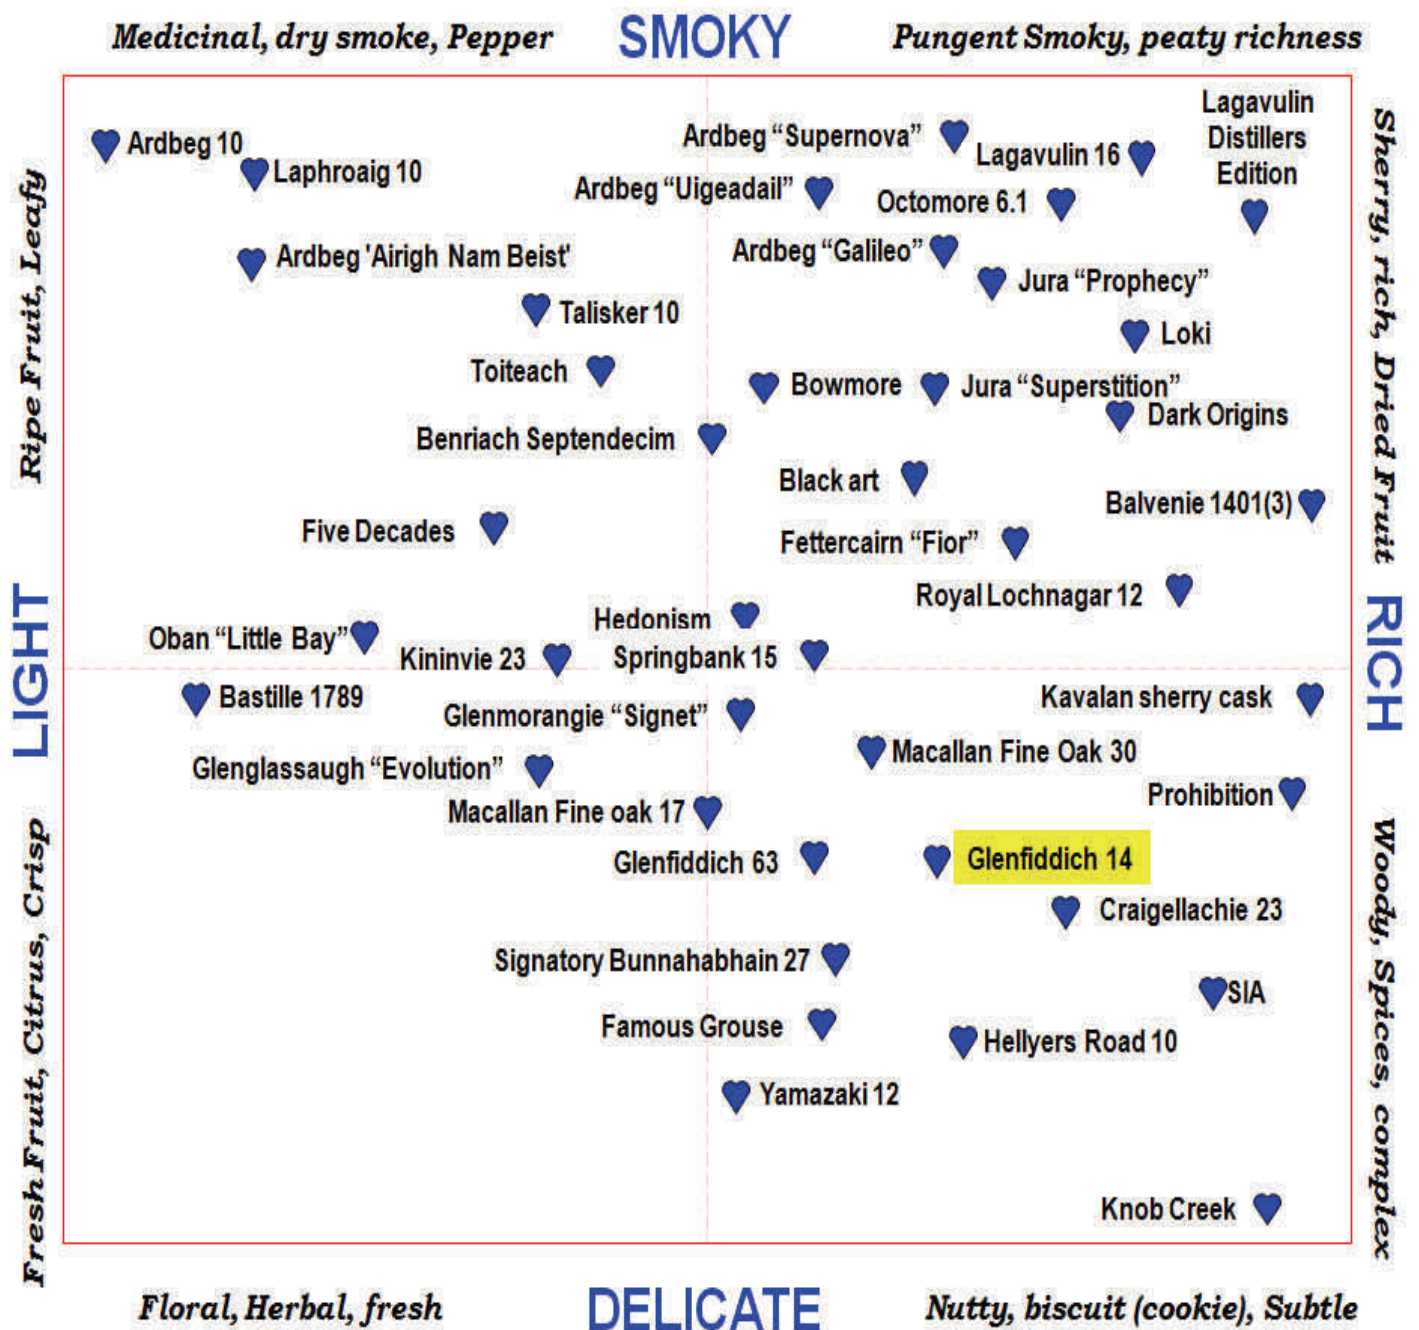 Medicinal, dry smoke, Pepper
SMOKY
Pungent Smoky, peaty richness
Ripe Fruit, Leafy
LIGHT
Fresh Fruit, Citrus, Crisp
Sherry, rich, Dried Fruit
RICH
Woody, Spices, complex
Lagavulin
Distillers
Edition
Ardbeg 10
Ardbeg “Supernova”
Lagavulin 16
Laphroaig 10
Ardbeg “Uigeadail”
Octomore 6.1
Ardbeg 'Airigh Nam Beist'
Ardbeg “Galileo”
Jura “Prophecy”
Talisker 10
Loki
Toiteach
Bowmore
Jura “Superstition”
Dark Origins
Benriach Septendecim
Black art
Balvenie 1401(3)
Five Decades
Fettercairn “Fior”
Royal Lochnagar 12
Hedonism
Oban “Little Bay”
Kininvie 23
Springbank 15
Bastille 1789
Kavalan sherry cask
Glenmorangie “Signet”
Macallan Fine Oak 30
Glenglassaugh “Evolution”
Prohibition
Macallan Fine oak 17
Glenfiddich 63
Glenfiddich 14
Craigellachie 23
Signatory Bunnahabhain 27
SIA
Famous Grouse
Hellyers Road 10
Yamazaki 12
Knob Creek
Floral, Herbal, fresh
DELICATE
Nutty, biscuit (cookie), Subtle